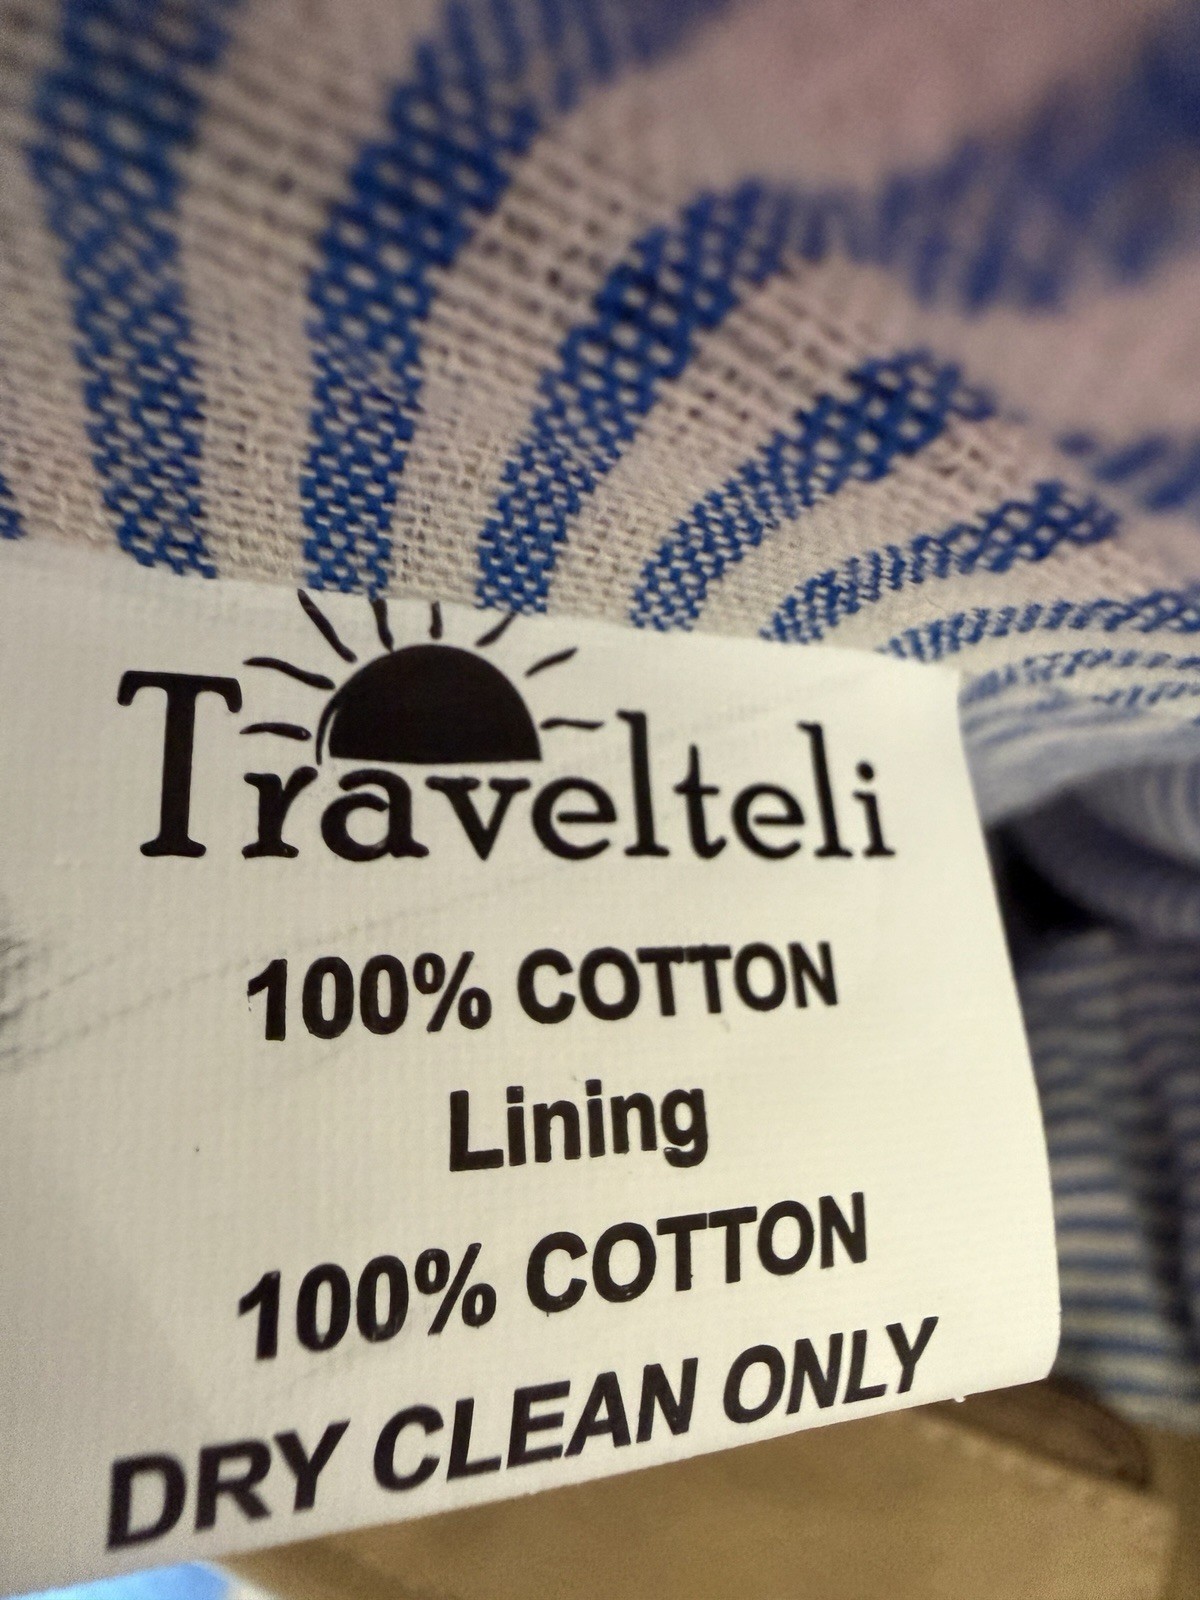 Travelteli
100% COTTON
Lining
100% COTTON
DRY CLEAN ONLY